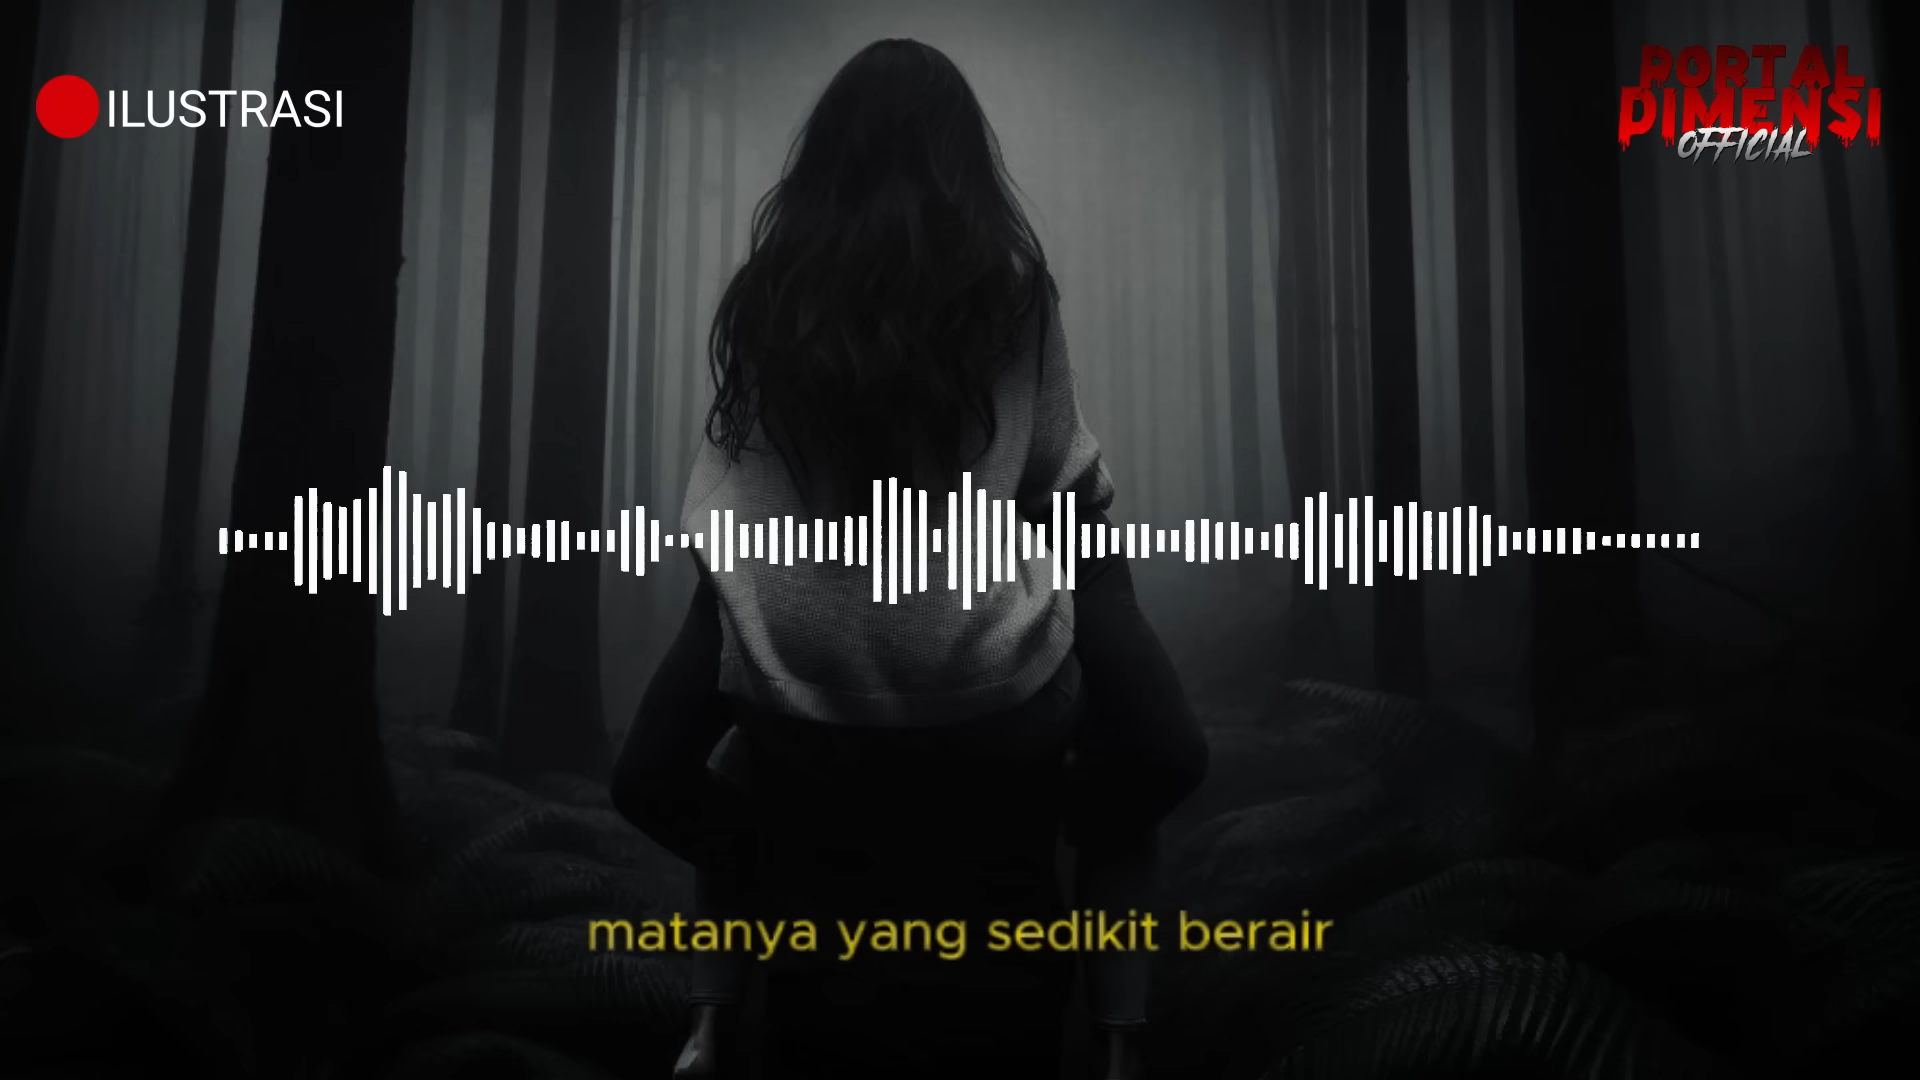 ILUSTRASI
PORTAL
DIMENSI
OFFICIAL
matanya yang sedikit berair